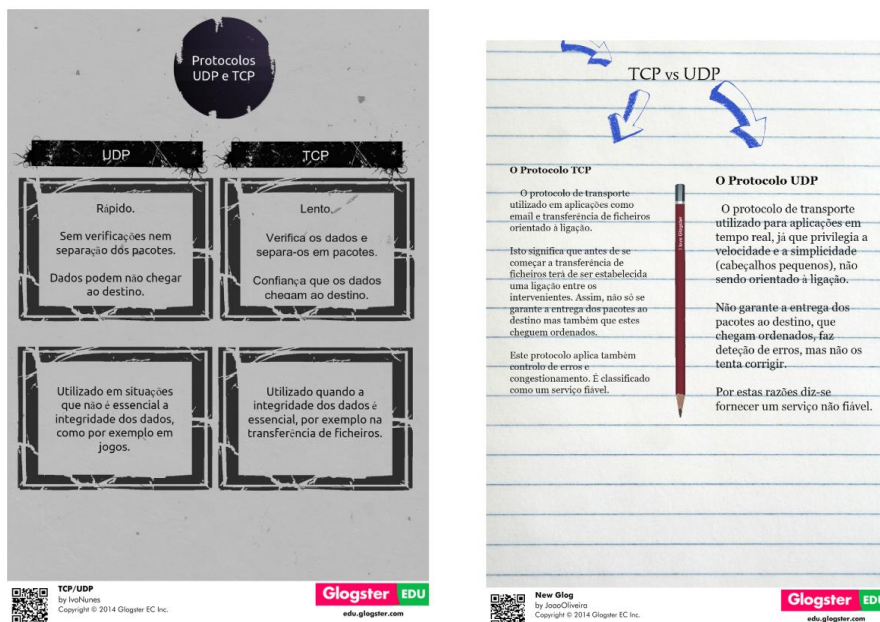 Protocolos
UDP e TCP
UDP
TCP
Rápido.
Sem verificações nem
separação dos pacotes.
Dados podem não chegar
ao destino.
Lento.
Verifica os dados e
separa-os em pacotes.
Confiança que os dados
chegam ao destino.
Utilizado em situações
que não é essencial a
integridade dos dados,
como por exemplo em
jogos.
Utilizado quando a
integridade dos dados é
essencial, por exemplo na
transferência de ficheiros.
TCP/UDP
by IvoNunes
Copyright © 2014 Glogster EC Inc.
Glogster EDU
edu.glogster.com
TCP vs UDP
O Protocolo TCP
O protocolo de transporte
utilizado em aplicações como
email e transferência de ficheiros
orientado à ligação.
Isto significa que antes de se
começar a transferência de
ficheiros terá de ser estabelecida
uma ligação entre os
intervenientes. Assim, não só se
garante a entrega dos pacotes ao
destino mas também que estes
cheguem ordenados.
Este protocolo aplica também
controlo de erros e
congestionamento. É classificado
como um serviço fiável.
I love Glogster
O Protocolo UDP
O protocolo de transporte
utilizado para aplicações em
tempo real, já que privilegia a
velocidade e a simplicidade
(cabeçalhos pequenos), não
sendo orientado à ligação.
Não garante a entrega dos
pacotes ao destino, que
chegam ordenados, faz
deteção de erros, mas não os
tenta corrigir.
Por estas razões diz-se
fornecer um serviço não fiável.
New Glog
by JoaoOliveira
Copyright © 2014 Glogster EC Inc.
Glogster EDU
edu.glogster.com